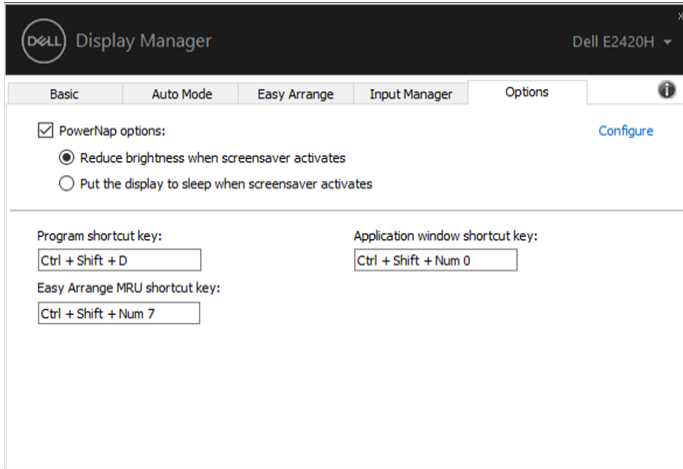 DELL Display Manager
Dell E2420H
Basic Auto Mode Easy Arrange Input Manager Options
PowerNap options: Configure
Reduce brightness when screensaver activates
Put the display to sleep when screensaver activates
Program shortcut key: Application window shortcut key:
Ctrl + Shift + D Ctrl + Shift + Num 0
Easy Arrange MRU shortcut key:
Ctrl + Shift + Num 7